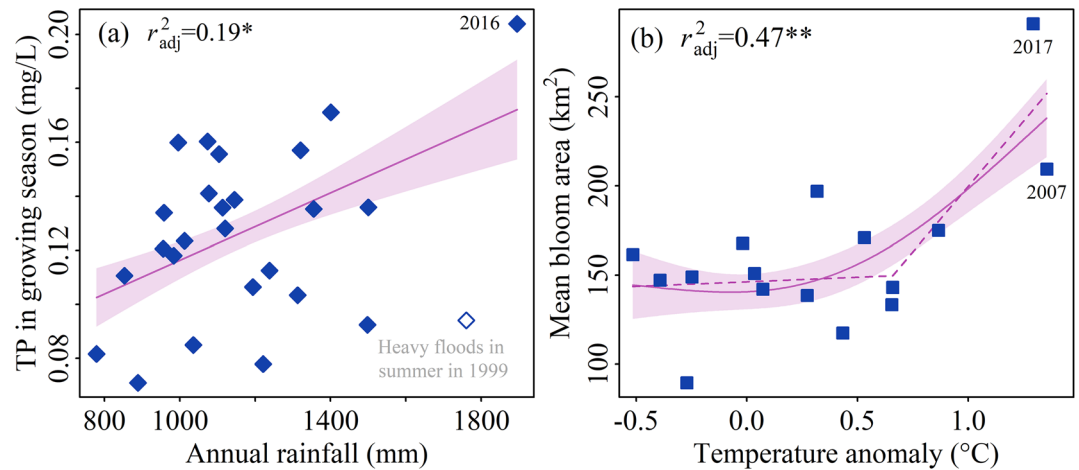 (a) r²adj=0.19*
2016
TP in growing season (mg/L)
0.20
0.16
0.12
0.08
Heavy floods in
summer in 1999
800 1000 1400 1800
Annual rainfall (mm)
(b) r²adj=0.47**
2017
2007
Mean bloom area (km²)
250
200
150
100
-0.5 0.0 0.5 1.0
Temperature anomaly (°C)